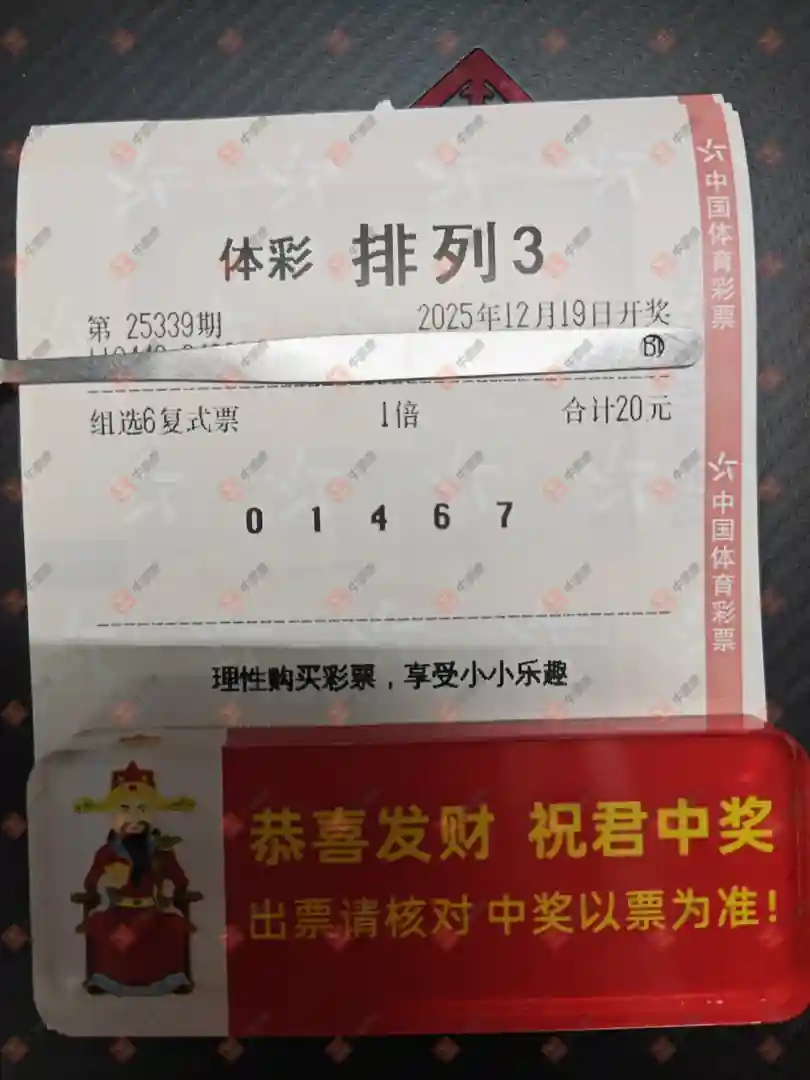 体彩 排列3
第 25339期 2025年12月19日开奖
组选6复式票 1倍 合计20元
0 1 4 6 7
理性购买彩票，享受小小乐趣
中国体育彩票
中国体育彩票
恭喜发财 祝君中奖
出票请核对 中奖以票为准！